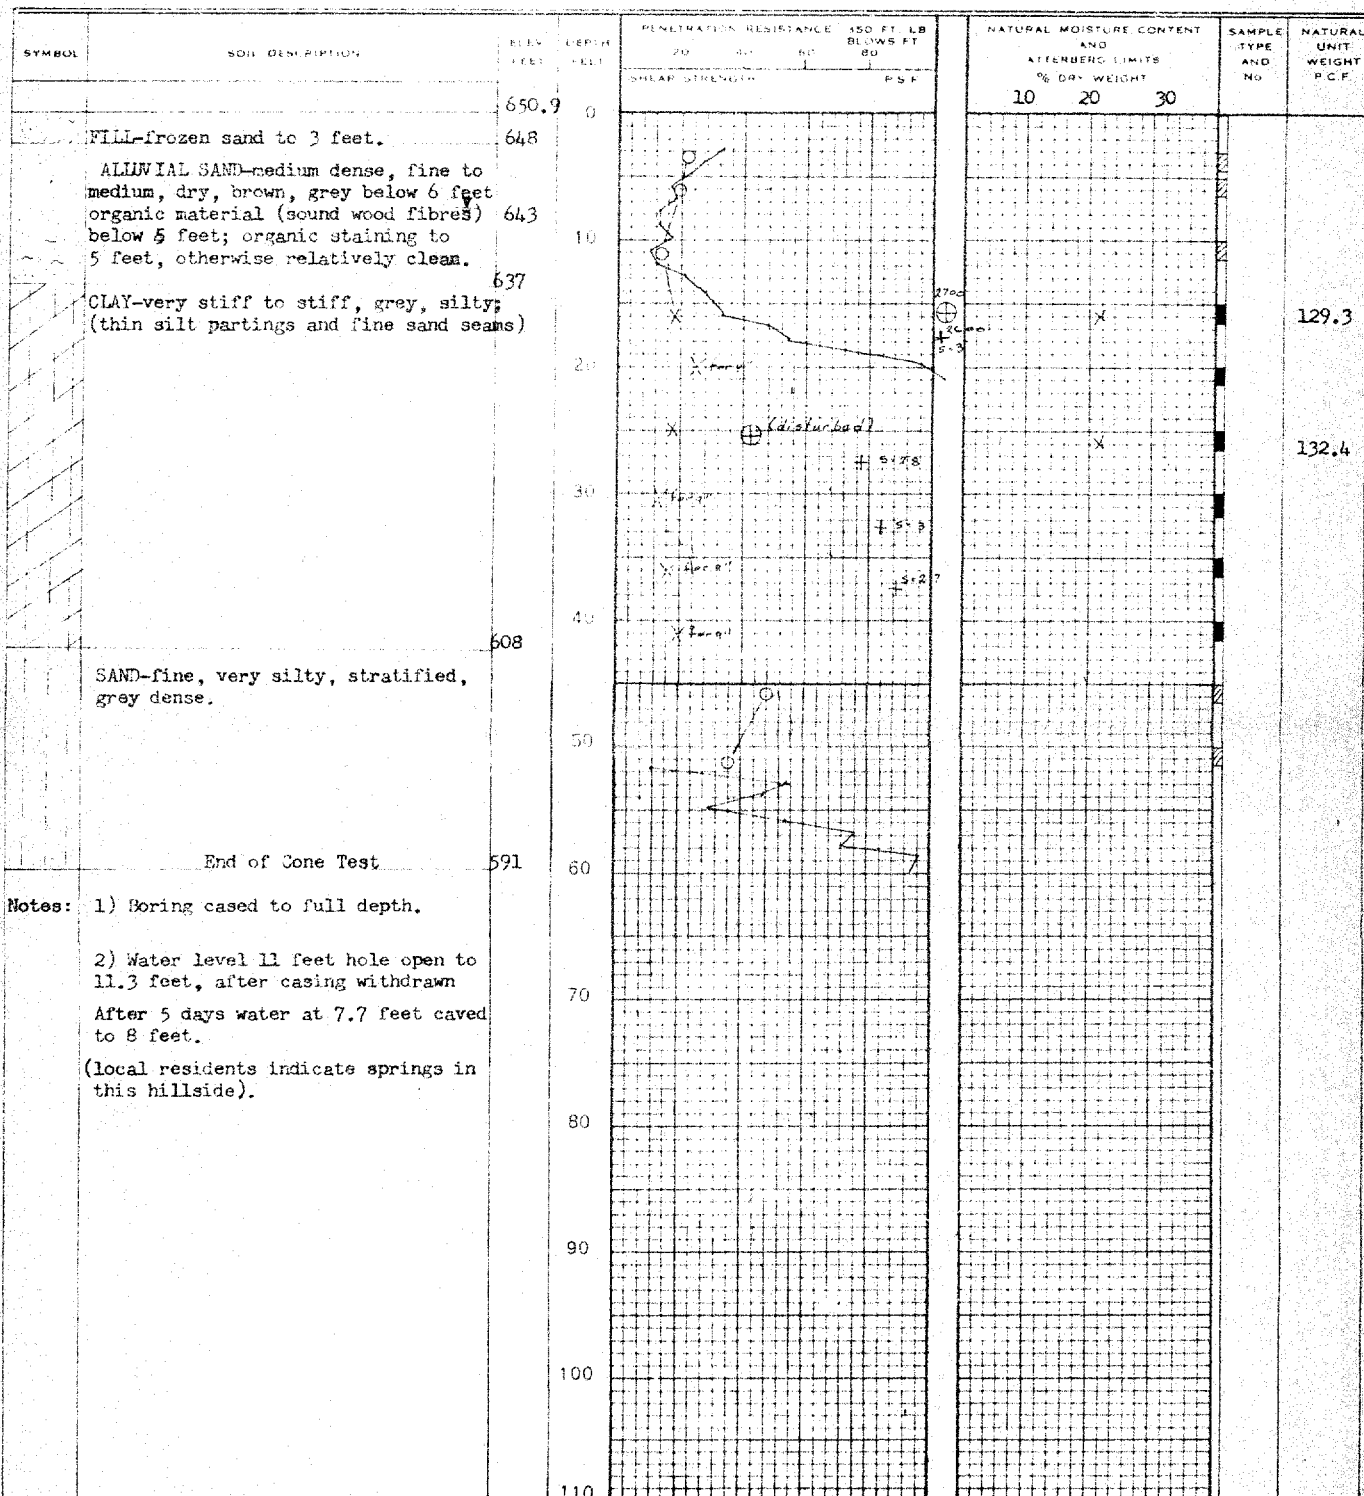 SYMBOL
SOIL DESCRIPTION
ELEV. FEET
DEPTH FEET
PENETRATION RESISTANCE 350 FT. LB
BLOWS FT
20 40 60 80
SHEAR STRENGTH P S F
NATURAL MOISTURE CONTENT
AND
ATTERBERG LIMITS
% DRY WEIGHT
10 20 30
SAMPLE
TYPE
AND
No
NATURAL
UNIT
WEIGHT
P.C.F.
650.9
0
FILL-frozen sand to 3 feet.
648
ALLUVIAL SAND-medium dense, fine to
medium, dry, brown, grey below 6 feet
organic material (sound wood fibres)
643
below 5 feet; organic staining to
5 feet, otherwise relatively clean.
10
637
CLAY-very stiff to stiff, grey, silty;
(thin silt partings and fine sand seams)
2700
S=3
129.3
20
(disturbed)
132.4
30
S=3
40
608
SAND-fine, very silty, stratified,
grey dense.
50
End of Cone Test
591
60
Notes: 1) Boring cased to full depth.
2) Water level 11 feet hole open to
11.3 feet, after casing withdrawn
70
After 5 days water at 7.7 feet caved
to 8 feet.
(local residents indicate springs in
this hillside).
80
90
100
110